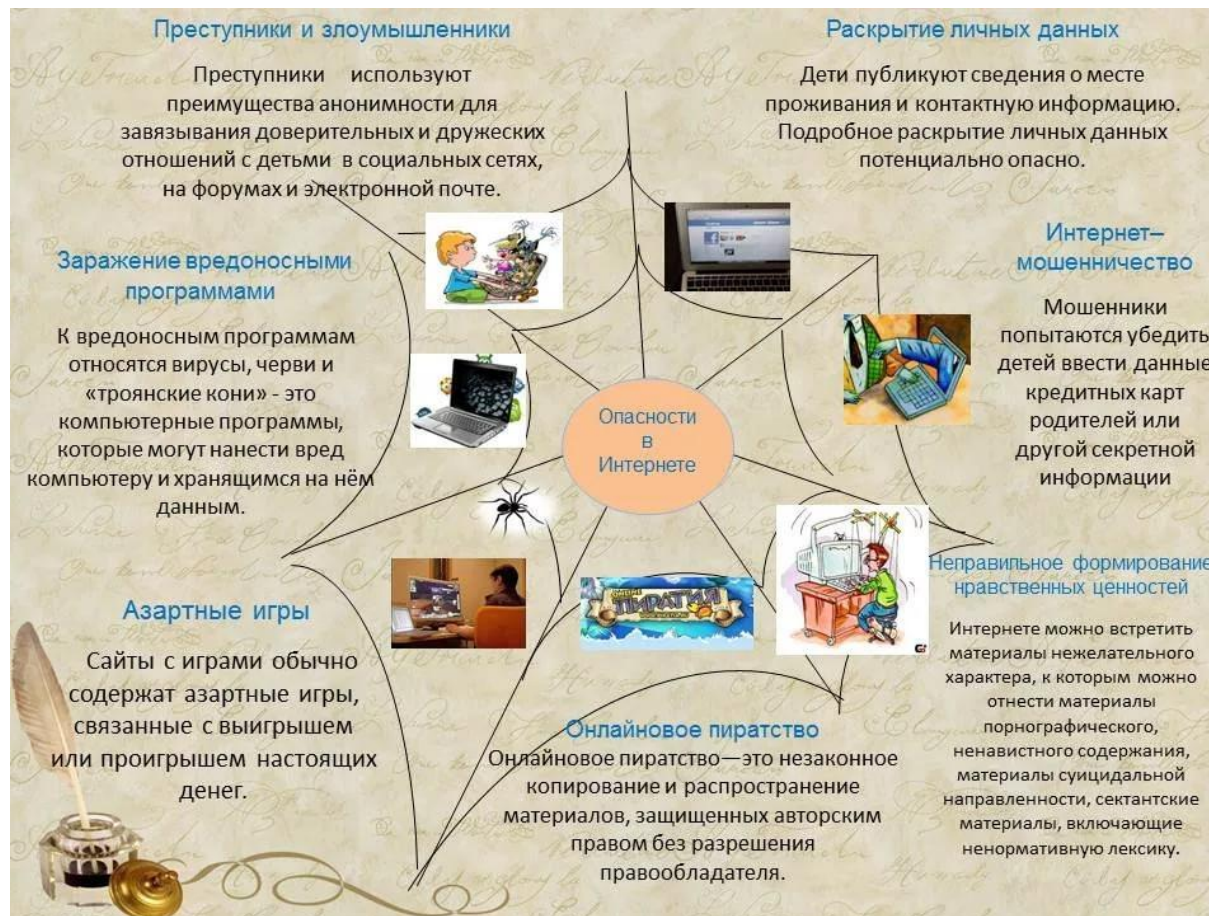 Преступники и злоумышленники
Преступники используют
преимущества анонимности для
завязывания доверительных и дружеских
отношений с детьми в социальных сетях,
на форумах и электронной почте.
Раскрытие личных данных
Дети публикуют сведения о месте
проживания и контактную информацию.
Подробное раскрытие личных данных
потенциально опасно.
Заражение вредоносными
программами
К вредоносным программам
относятся вирусы, черви и
«троянские кони» - это
компьютерные программы,
которые могут нанести вред
компьютеру и хранящимся на нём
данным.
Интернет–
мошенничество
Мошенники
попытаются убедить
детей ввести данные
кредитных карт
родителей или
другой секретной
информации
Опасности
в
Интернете
Азартные игры
Сайты с играми обычно
содержат азартные игры,
связанные с выигрышем
или проигрышем настоящих
денег.
ПИРАТИЯ
Онлайновое пиратство
Онлайновое пиратство—это незаконное
копирование и распространение
материалов, защищенных авторским
правом без разрешения
правообладателя.
Неправильное формирование
нравственных ценностей
Интернете можно встретить
материалы нежелательного
характера, к которым можно
отнести материалы
порнографического,
ненавистного содержания,
материалы суицидальной
направленности, сектантские
материалы, включающие
ненормативную лексику.